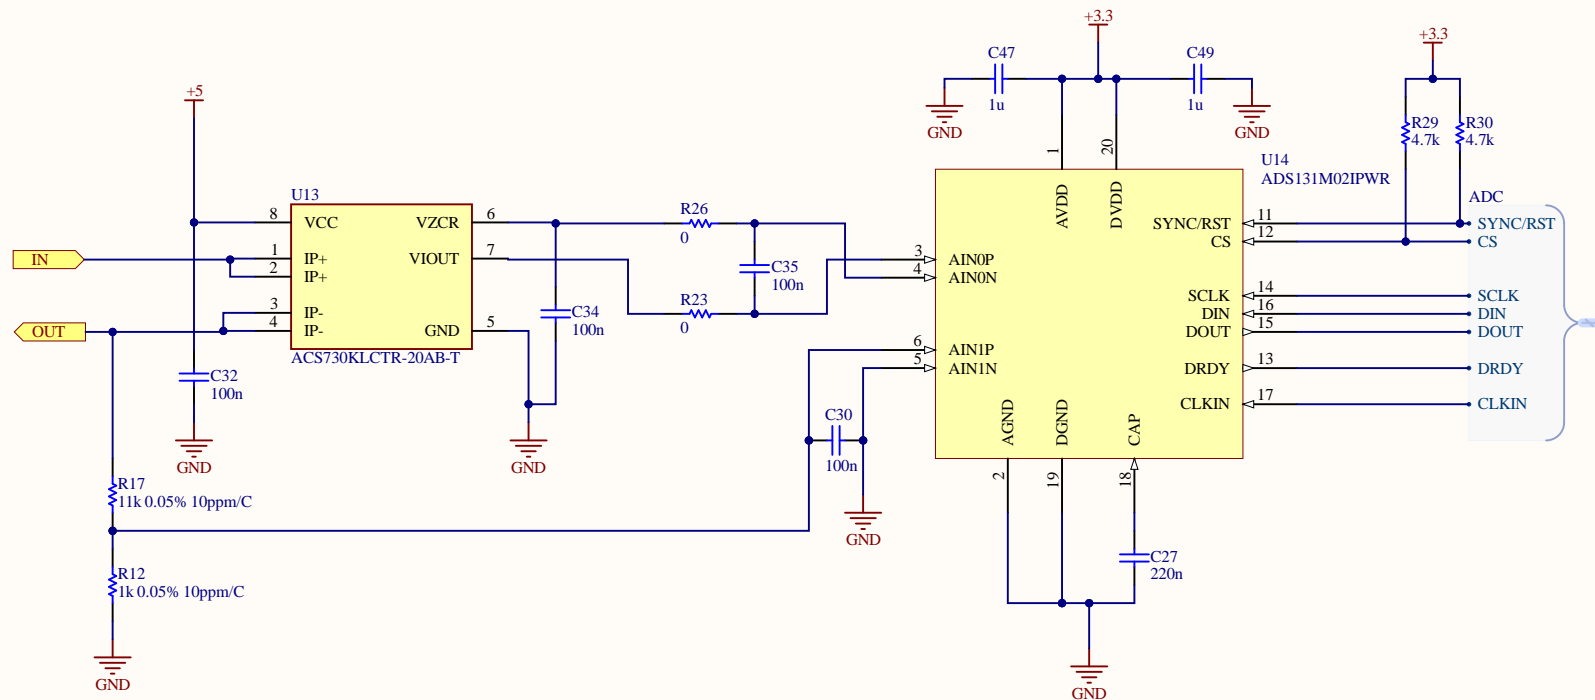 +3.3
+3.3
C47
1u
C49
1u
GND
GND
+5
R29
4.7k
R30
4.7k
1
20
U14
ADS131M02IPWR
U13
8
VCC
VZCR
6
1
IP+
VIOUT
7
2
IP+
3
IP-
4
IP-
GND
5
ACS730KLCTR-20AB-T
IN
OUT
R26
0
C35
100n
R23
0
C34
100n
C32
100n
GND
GND
AVDD
DVDD
3
AIN0P
4
AIN0N
6
AIN1P
5
AIN1N
SYNC/RST
11
CS
12
SCLK
14
DIN
16
DOUT
15
DRDY
13
CLKIN
17
AGND
DGND
CAP
ADC
SYNC/RST
CS
SCLK
DIN
DOUT
DRDY
CLKIN
C30
100n
GND
2
19
18
R17
11k 0.05% 10ppm/C
R12
1k 0.05% 10ppm/C
GND
C27
220n
GND